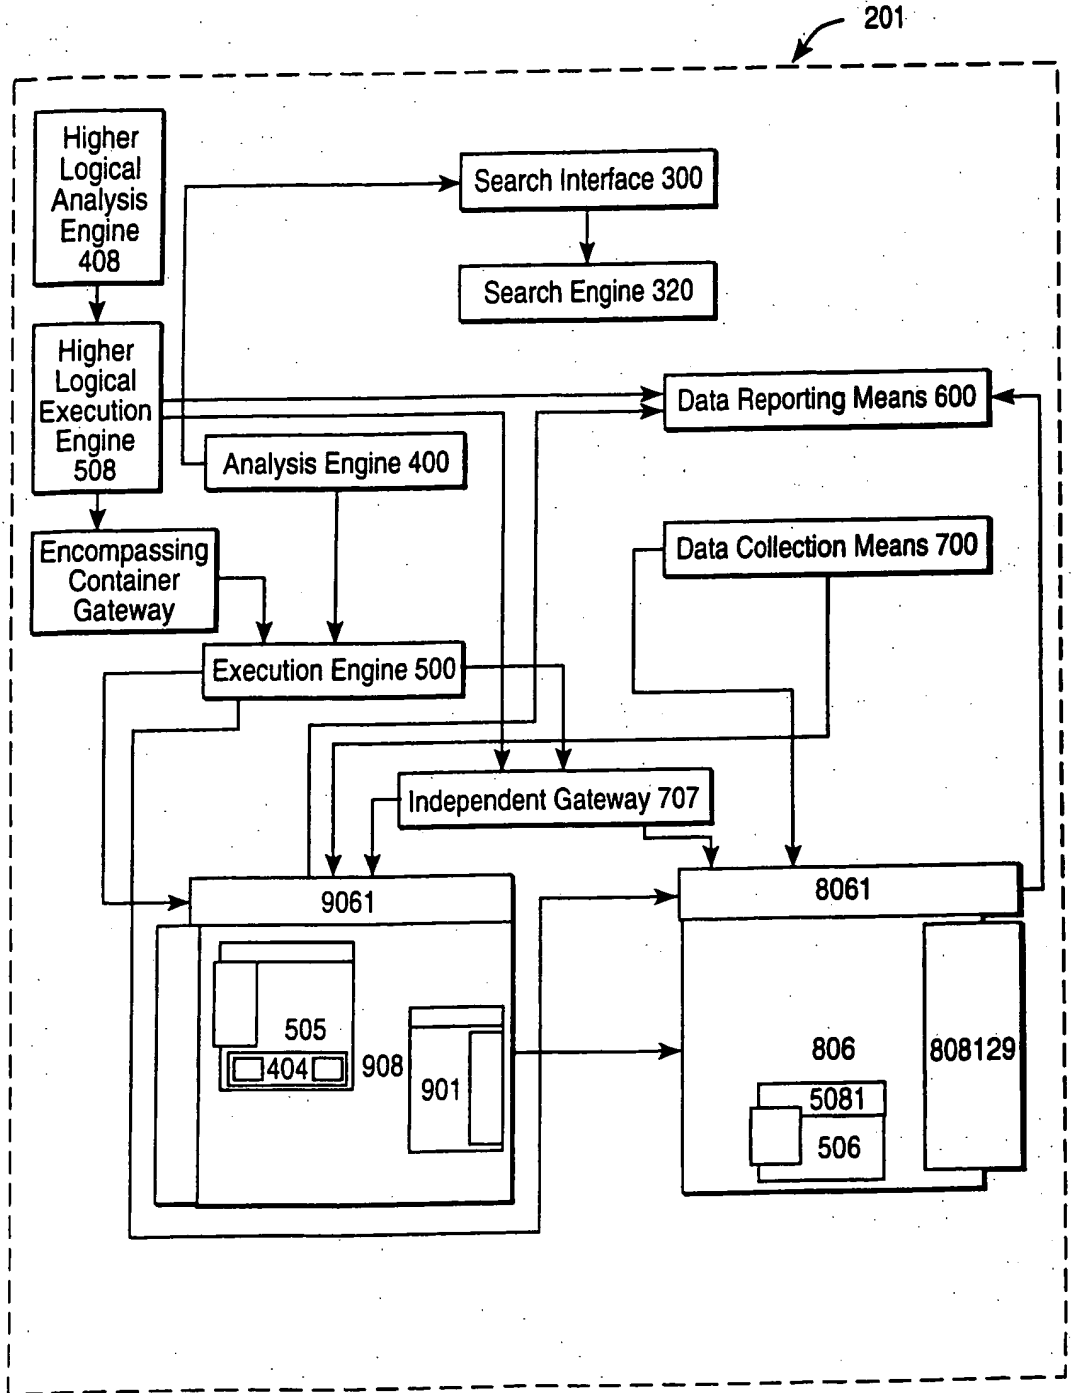 201
Higher
Logical
Analysis
Engine
408
Search Interface 300
Search Engine 320
Higher
Logical
Execution
Engine
508
Data Reporting Means 600
Analysis Engine 400
Encompassing
Container
Gateway
Data Collection Means 700
Execution Engine 500
Independent Gateway 707
9061
8061
505
404
908
901
806
808129
5081
506